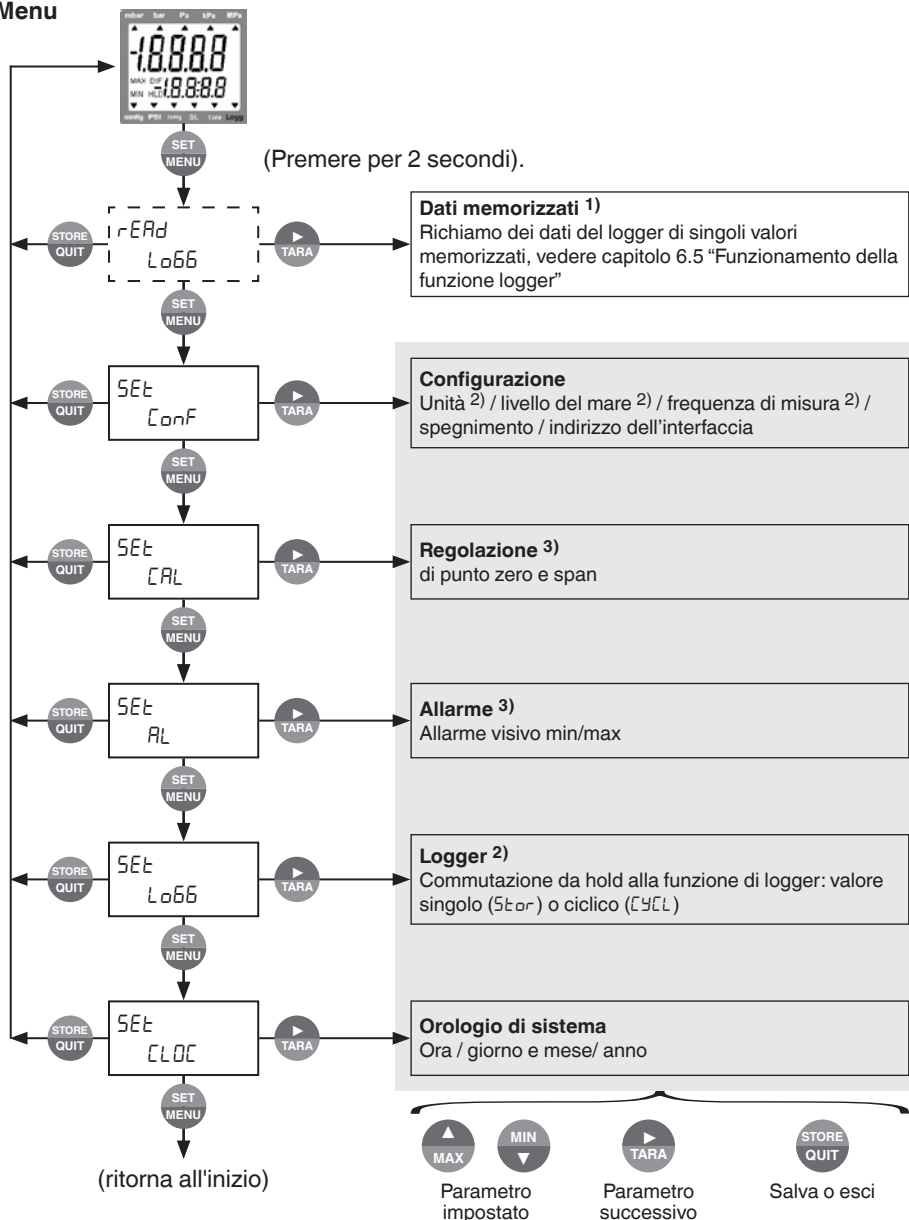 Menu
mbar bar Pa kPa MPa
-1.8.8.8.8
MAX DIF
MIN HLD
-1.8.8:8.8
mmHg PSI SL Logg
SET
MENU
(Premere per 2 secondi).
STORE
QUIT
rEAd
LoGG
TARA
Dati memorizzati 1)
Richiamo dei dati del logger di singoli valori
memorizzati, vedere capitolo 6.5 “Funzionamento della
funzione logger”
SET
MENU
STORE
QUIT
SEt
ConF
TARA
Configurazione
Unità 2) / livello del mare 2) / frequenza di misura 2) /
spegnimento / indirizzo dell’interfaccia
SET
MENU
STORE
QUIT
SEt
CAL
TARA
Regolazione 3)
di punto zero e span
SET
MENU
STORE
QUIT
SEt
AL
TARA
Allarme 3)
Allarme visivo min/max
SET
MENU
STORE
QUIT
SEt
LoGG
TARA
Logger 2)
Commutazione da hold alla funzione di logger: valore
singolo (Stor) o ciclico (CYCL)
SET
MENU
STORE
QUIT
SEt
CLOC
TARA
Orologio di sistema
Ora / giorno e mese/ anno
SET
MENU
(ritorna all'inizio)
MAX
MIN
Parametro
impostato
TARA
Parametro
successivo
STORE
QUIT
Salva o esci